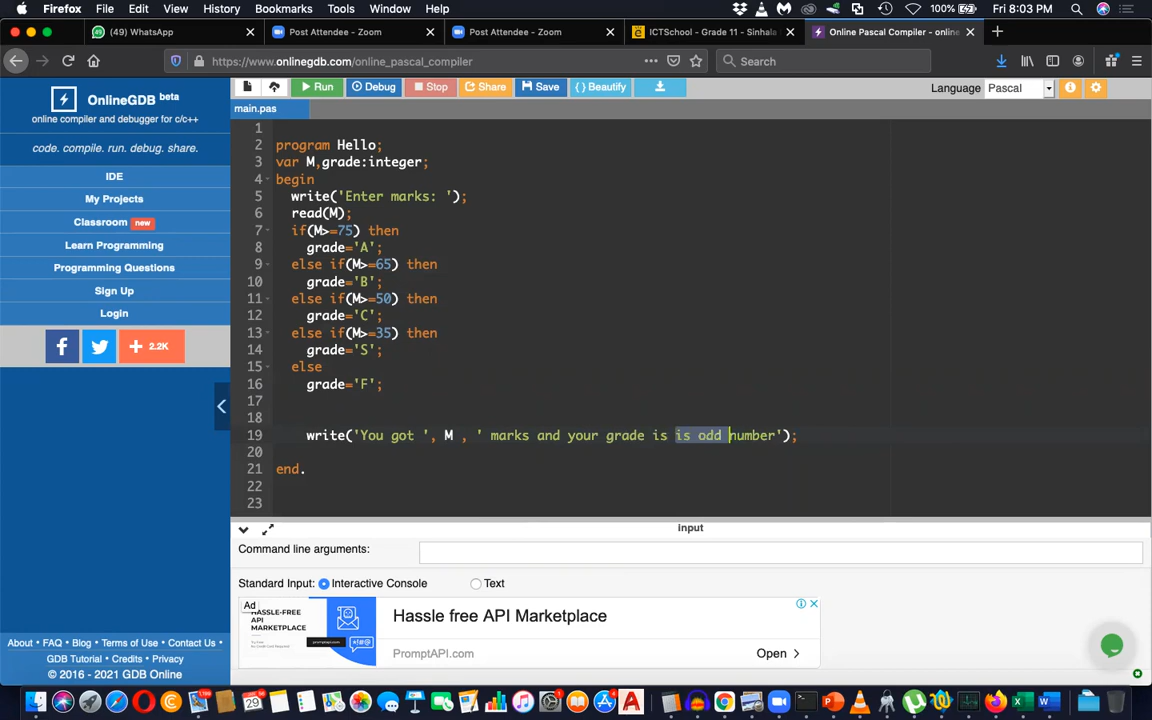 Firefox File Edit View History Bookmarks Tools Window Help 100% Fri 8:03 PM
(49) WhatsApp Post Attendee - Zoom Post Attendee - Zoom ICTSchool - Grade 11 - Sinhala Online Pascal Compiler - online
https://www.onlinegdb.com/online_pascal_compiler Search
OnlineGDB beta
online compiler and debugger for c/c++
code. compile. run. debug. share.
IDE
My Projects
Classroom new
Learn Programming
Programming Questions
Sign Up
Login
2.2K
About • FAQ • Blog • Terms of Use • Contact Us •
GDB Tutorial • Credits • Privacy
© 2016 - 2021 GDB Online
Run Debug Stop Share Save { } Beautify Language Pascal
main.pas
1
2 program Hello;
3 var M,grade:integer;
4 begin
5 write('Enter marks: ');
6 read(M);
7 if(M>=75) then
8 grade='A';
9 else if(M>=65) then
10 grade='B';
11 else if(M>=50) then
12 grade='C';
13 else if(M>=35) then
14 grade='S';
15 else
16 grade='F';
17
18
19 write('You got ', M , ' marks and your grade is is odd number');
20
21 end.
22
23
input
Command line arguments:
Standard Input: Interactive Console Text
Ad
HASSLE-FREE
API
MARKETPLACE
Hassle free API Marketplace
PromptAPI.com
Open